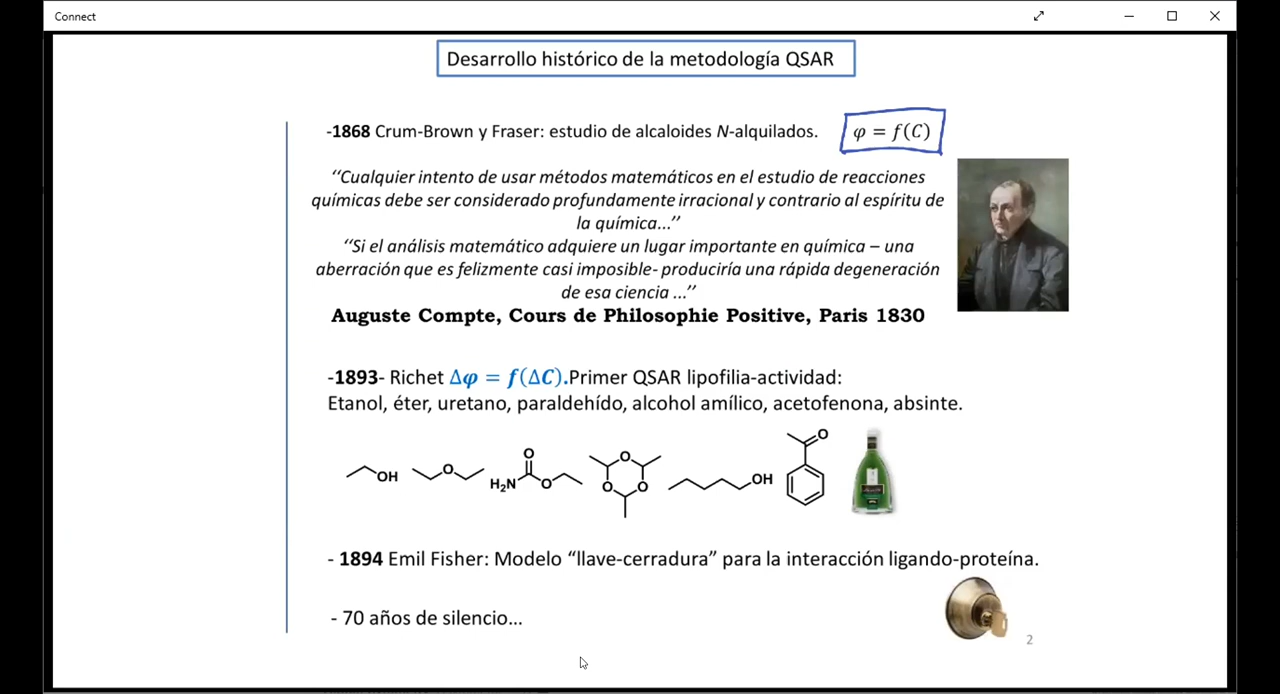 Connect
Desarrollo histórico de la metodología QSAR
-1868 Crum-Brown y Fraser: estudio de alcaloides N-alquilados. φ = f(C)
‘‘Cualquier intento de usar métodos matemáticos en el estudio de reacciones
químicas debe ser considerado profundamente irracional y contrario al espíritu de
la química...’’
‘‘Si el análisis matemático adquiere un lugar importante en química – una
aberración que es felizmente casi imposible- produciría una rápida degeneración
de esa ciencia ...’’
Auguste Compte, Cours de Philosophie Positive, Paris 1830
-1893- Richet Δφ = f(ΔC).Primer QSAR lipofilia-actividad:
Etanol, éter, uretano, paraldehído, alcohol amílico, acetofenona, absinte.
OH O H₂N O O O O O OH O
- 1894 Emil Fisher: Modelo “llave-cerradura” para la interacción ligando-proteína.
- 70 años de silencio...
2